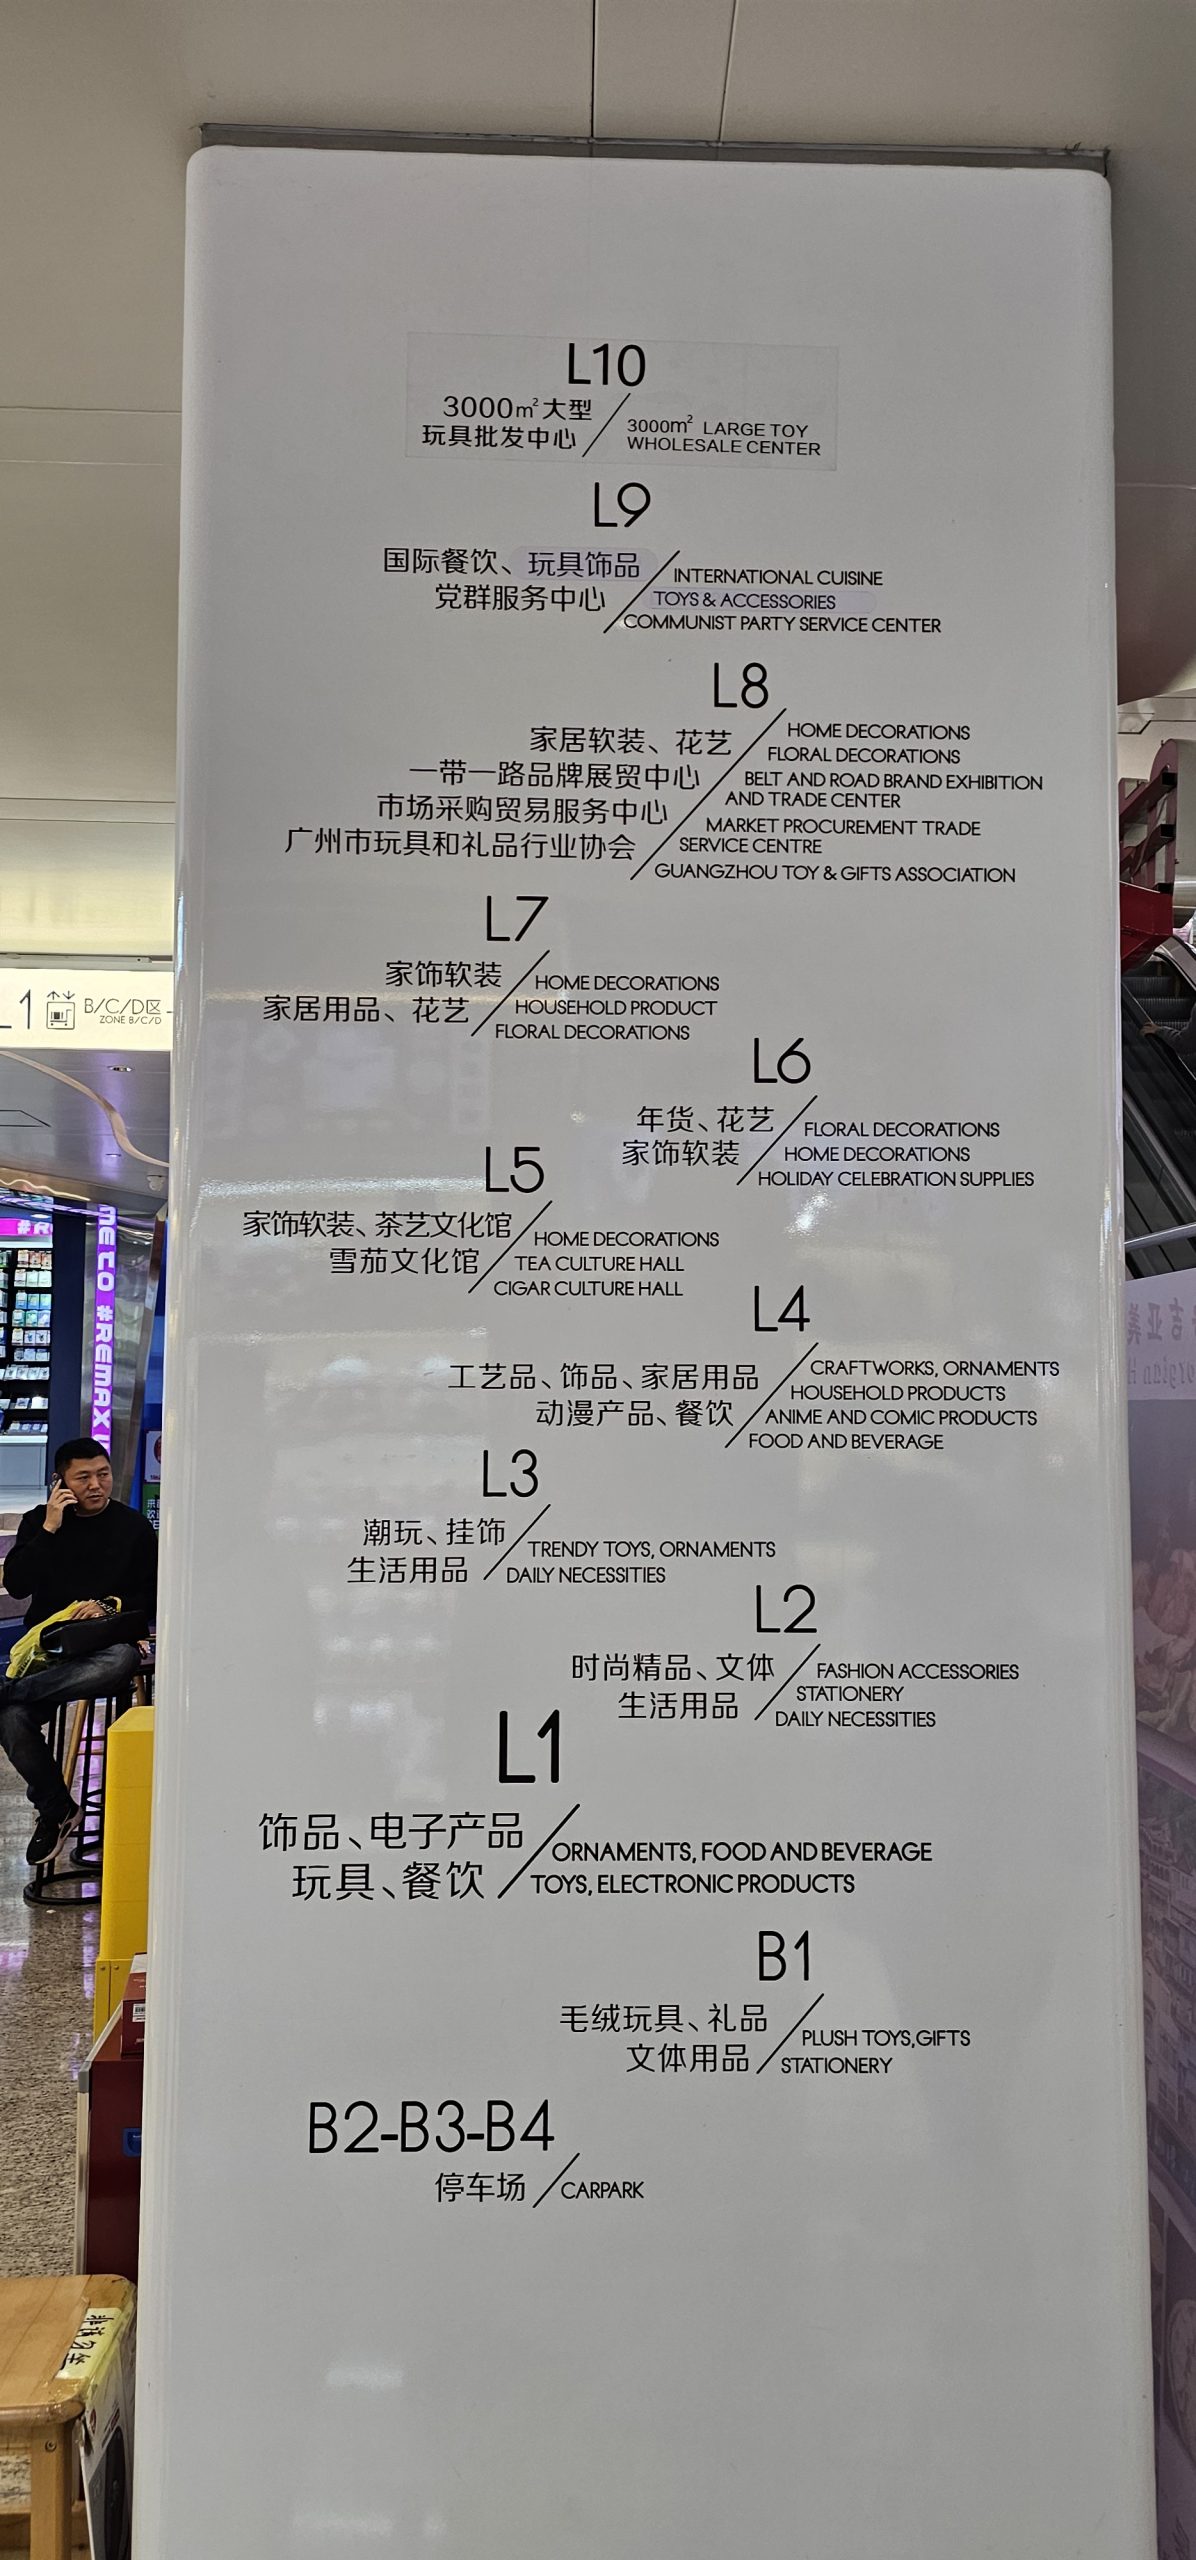 L10
3000㎡大型
玩具批发中心
3000㎡ LARGE TOY
WHOLESALE CENTER
L9
国际餐饮、玩具饰品
党群服务中心
INTERNATIONAL CUISINE
TOYS & ACCESSORIES
COMMUNIST PARTY SERVICE CENTER
L8
家居软装、花艺
一带一路品牌展贸中心
市场采购贸易服务中心
广州市玩具和礼品行业协会
HOME DECORATIONS
FLORAL DECORATIONS
BELT AND ROAD BRAND EXHIBITION
AND TRADE CENTER
MARKET PROCUREMENT TRADE
SERVICE CENTRE
GUANGZHOU TOY & GIFTS ASSOCIATION
L7
家饰软装
家居用品、花艺
HOME DECORATIONS
HOUSEHOLD PRODUCT
FLORAL DECORATIONS
L6
年货、花艺
家饰软装
FLORAL DECORATIONS
HOME DECORATIONS
HOLIDAY CELEBRATION SUPPLIES
L5
家饰软装、茶艺文化馆
雪茄文化馆
HOME DECORATIONS
TEA CULTURE HALL
CIGAR CULTURE HALL
L4
工艺品、饰品、家居用品
动漫产品、餐饮
CRAFTWORKS, ORNAMENTS
HOUSEHOLD PRODUCTS
ANIME AND COMIC PRODUCTS
FOOD AND BEVERAGE
L3
潮玩、挂饰
生活用品
TRENDY TOYS, ORNAMENTS
DAILY NECESSITIES
L2
时尚精品、文体
生活用品
FASHION ACCESSORIES
STATIONERY
DAILY NECESSITIES
L1
饰品、电子产品
玩具、餐饮
ORNAMENTS, FOOD AND BEVERAGE
TOYS, ELECTRONIC PRODUCTS
B1
毛绒玩具、礼品
文体用品
PLUSH TOYS,GIFTS
STATIONERY
B2-B3-B4
停车场
CARPARK
L1
B/C/D区
ZONE B/C/D
#REMAX